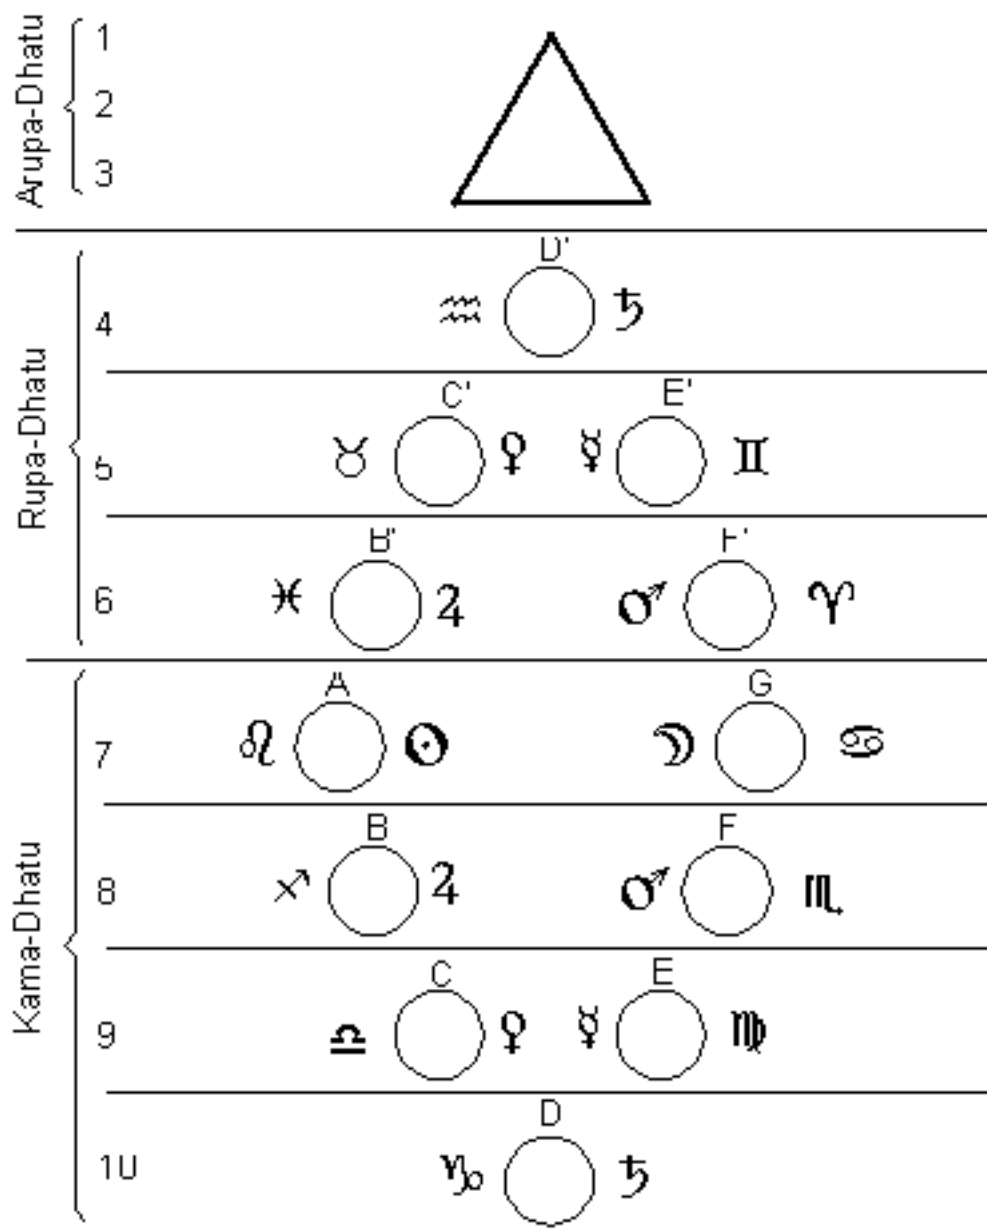 Arupa-Dhatu
1
2
3
Rupa-Dhatu
D'
4 ♒ ♄
C' E'
5 ♉ ♀ ☿ ♊
B' F'
6 ♓ ♃ ♂ ♈
Kama-Dhatu
A G
7 ♌ ☉ ☽ ♋
B F
8 ♐ ♃ ♂ ♏
C E
9 ♎ ♀ ☿ ♍
D
10 ♑ ♄